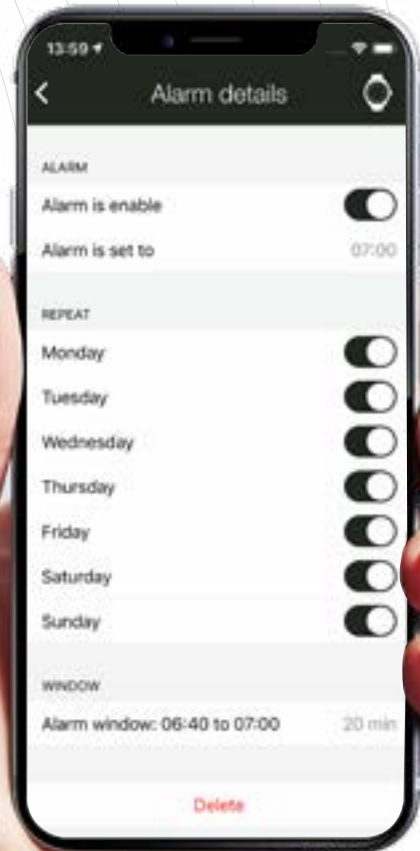 13:59
Alarm details
ALARM
Alarm is enable
Alarm is set to 07:00
REPEAT
Monday
Tuesday
Wednesday
Thursday
Friday
Saturday
Sunday
WINDOW
Alarm window: 06:40 to 07:00 20 min
Delete